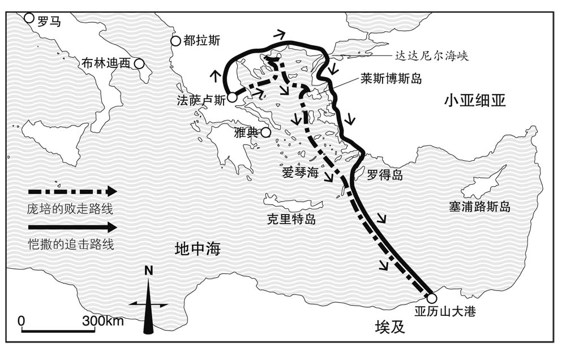 罗马
都拉斯
布林迪西
达达尼尔海峡
莱斯博斯岛
法萨卢斯
小亚细亚
雅典
爱琴海
罗得岛
庞培的败走路线
克里特岛
塞浦路斯岛
恺撒的追击路线
地中海
N
亚历山大港
0 300km
埃及